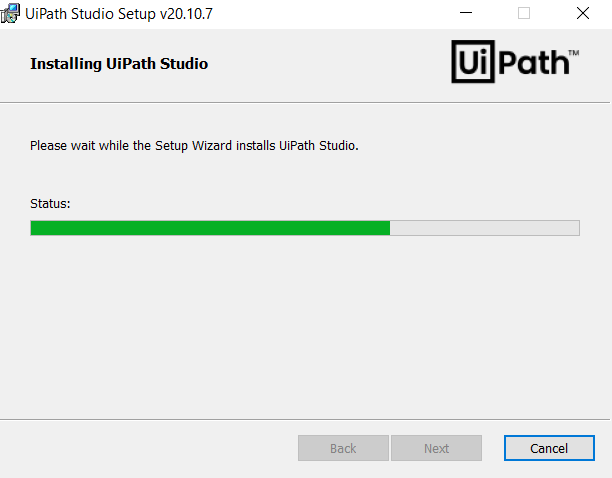 UiPath Studio Setup v20.10.7
Installing UiPath Studio
UiPath™
Please wait while the Setup Wizard installs UiPath Studio.
Status:
Back
Next
Cancel